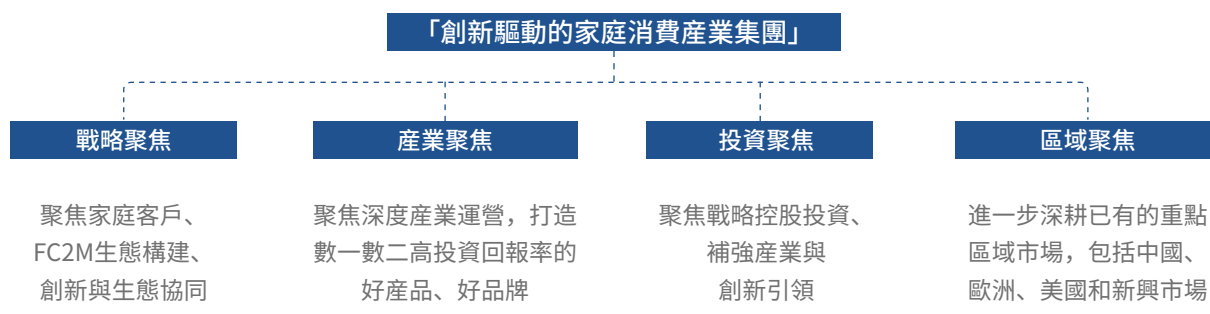 「創新驅動的家庭消費産業集團」
戰略聚焦
聚焦家庭客戶、
FC2M生態構建、
創新與生態協同
産業聚焦
聚焦深度産業運營，打造
數一數二高投資回報率的
好産品、好品牌
投資聚焦
聚焦戰略控股投資、
補強産業與
創新引領
區域聚焦
進一步深耕已有的重點
區域市場，包括中國、
歐洲、美國和新興市場